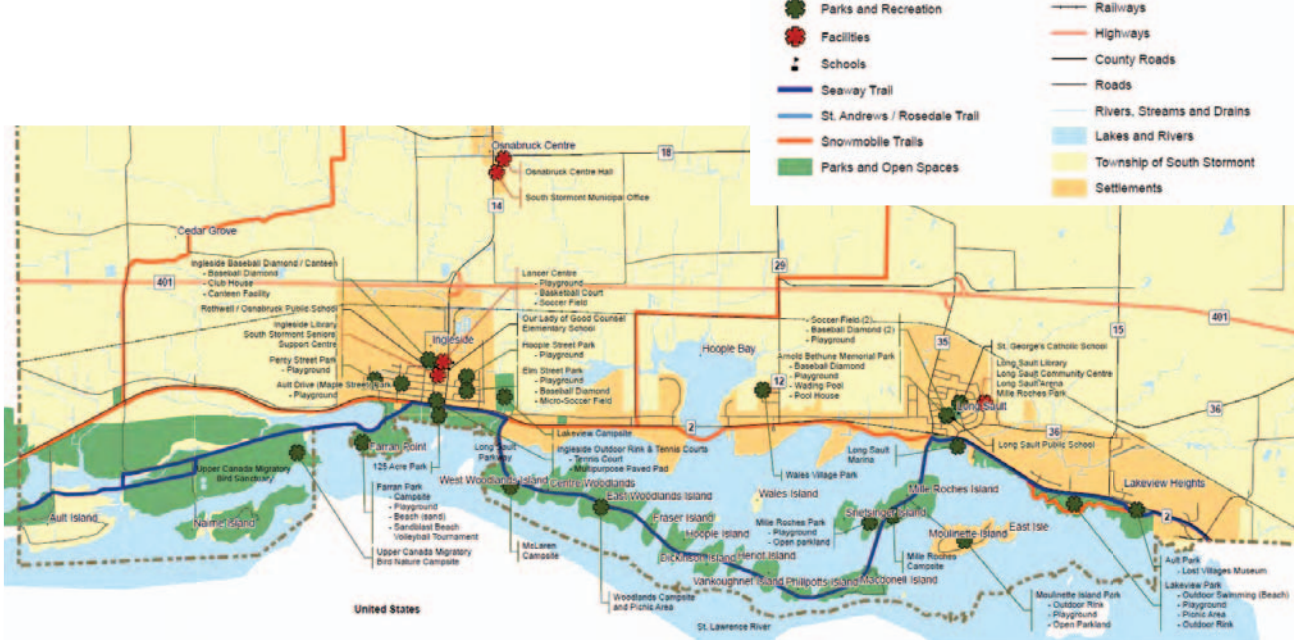 Parks and Recreation
Facilities
Schools
Seaway Trail
St. Andrews / Rosedale Trail
Snowmobile Trails
Parks and Open Spaces
Railways
Highways
County Roads
Roads
Rivers, Streams and Drains
Lakes and Rivers
Township of South Stormont
Settlements
Osnabruck Centre
18
Osnabruck Centre Hall
South Stormont Municipal Office
14
Cedar Grove
29
401
Ingleside Baseball Diamond / Canteen
- Baseball Diamond
- Club House
- Canteen Facility
Rothwell / Osnabruck Public School
Ingleside Library
South Stormont Seniors
Support Centre
Percy Street Park
- Playground
Ault Drive (Maple Street) Park
- Playground
Lancer Centre
- Playground
- Basketball Court
- Soccer Field
Our Lady of Good Counsel
Elementary School
Hoople Street Park
- Playground
Elm Street Park
- Playground
- Baseball Diamond
- Micro-Soccer Field
Ingleside
Hoople Bay
- Soccer Field (2)
- Baseball Diamond (2)
- Playground
Arnold Bethune Memorial Park
- Baseball Diamond
- Playground
- Wading Pool
- Pool House
12
35
15
401
St. George's Catholic School
Long Sault Library
Long Sault Community Centre
Long Sault Arena
Mille Roches Park
Long Sault
36
36
Long Sault Public School
2
Lakeview Campsite
Ingleside Outdoor Rink & Tennis Courts
- Tennis Court
- Multipurpose Paved Pad
Farran Point
125 Acre Park
Long Sault
Parkway
Long Sault
Marina
Wales Village Park
Upper Canada Migratory
Bird Sanctuary
Ault Island
Nairne Island
Farran Park
- Campsite
- Playground
- Beach (sand)
- Sandblast Beach
Volleyball Tournament
Upper Canada Migratory
Bird Nature Campsite
West Woodlands Island
Centre Woodlands
East Woodlands Island
Fraser Island
Hoople Island
Dickinson Island
Heriot Island
Vankoughnet Island
Philpotts Island
Macdonell Island
McLaren
Campsite
Woodlands Campsite
and Picnic Area
Wales Island
Mille Roches Island
Snetsinger Island
Mille Roches Park
- Playground
- Open parkland
Mille Roches
Campsite
Moulinette Island
East Isle
Lakeview Heights
2
Ault Park
- Lost Villages Museum
Moulinette Island Park
- Outdoor Rink
- Playground
- Open Parkland
Lakeview Park
- Outdoor Swimming (Beach)
- Playground
- Picnic Area
- Outdoor Rink
United States
St. Lawrence River